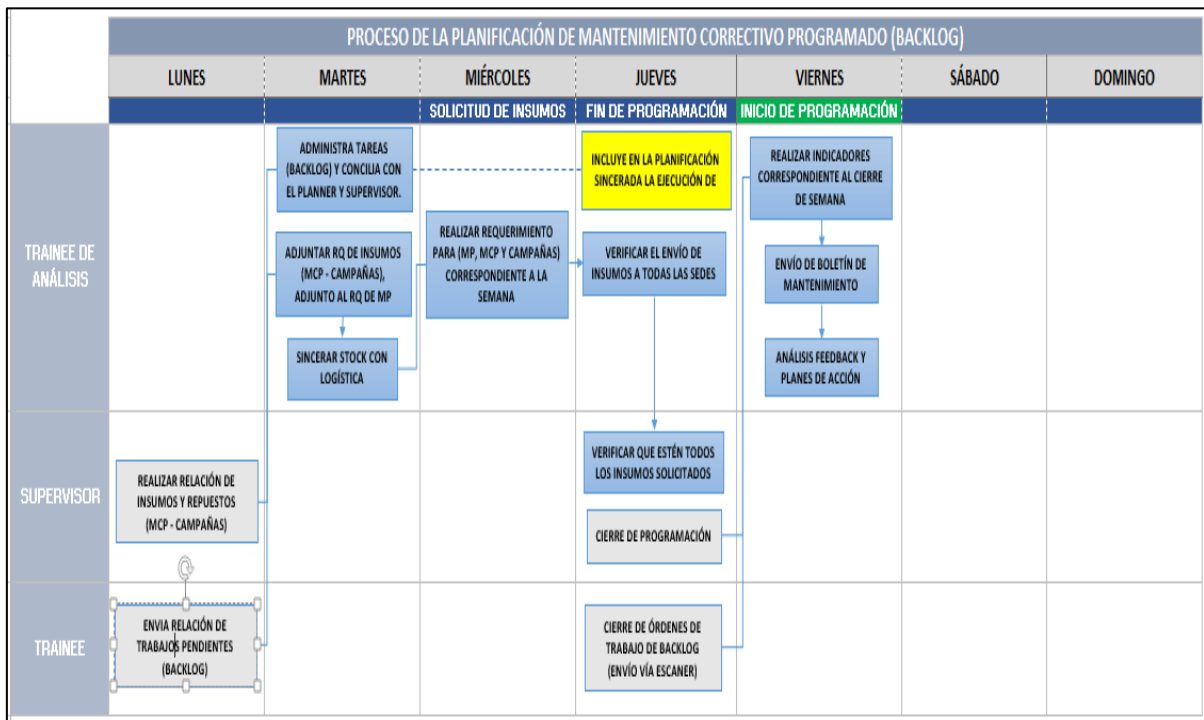 PROCESO DE LA PLANIFICACIÓN DE MANTENIMIENTO CORRECTIVO PROGRAMADO (BACKLOG)
LUNES
MARTES
MIÉRCOLES
JUEVES
VIERNES
SÁBADO
DOMINGO
SOLICITUD DE INSUMOS
FIN DE PROGRAMACIÓN
INICIO DE PROGRAMACIÓN
TRAINEE DE
ANÁLISIS
ADMINISTRA TAREAS
(BACKLOG) Y CONCILIA CON
EL PLANNER Y SUPERVISOR.
ADJUNTAR RQ DE INSUMOS
(MCP - CAMPAÑAS),
ADJUNTO AL RQ DE MP
SINCERAR STOCK CON
LOGÍSTICA
REALIZAR REQUERIMIENTO
PARA (MP, MCP Y CAMPAÑAS)
CORRESPONDIENTE A LA
SEMANA
INCLUYE EN LA PLANIFICACIÓN
SINCERADA LA EJECUCIÓN DE
VERIFICAR EL ENVÍO DE
INSUMOS A TODAS LAS SEDES
REALIZAR INDICADORES
CORRESPONDIENTE AL CIERRE
DE SEMANA
ENVÍO DE BOLETÍN DE
MANTENIMIENTO
ANÁLISIS FEEDBACK Y
PLANES DE ACCIÓN
SUPERVISOR
REALIZAR RELACIÓN DE
INSUMOS Y REPUESTOS
(MCP - CAMPAÑAS)
VERIFICAR QUE ESTÉN TODOS
LOS INSUMOS SOLICITADOS
CIERRE DE PROGRAMACIÓN
TRAINEE
ENVIA RELACIÓN DE
TRABAJOS PENDIENTES
(BACKLOG)
CIERRE DE ÓRDENES DE
TRABAJO DE BACKLOG
(ENVÍO VÍA ESCANER)